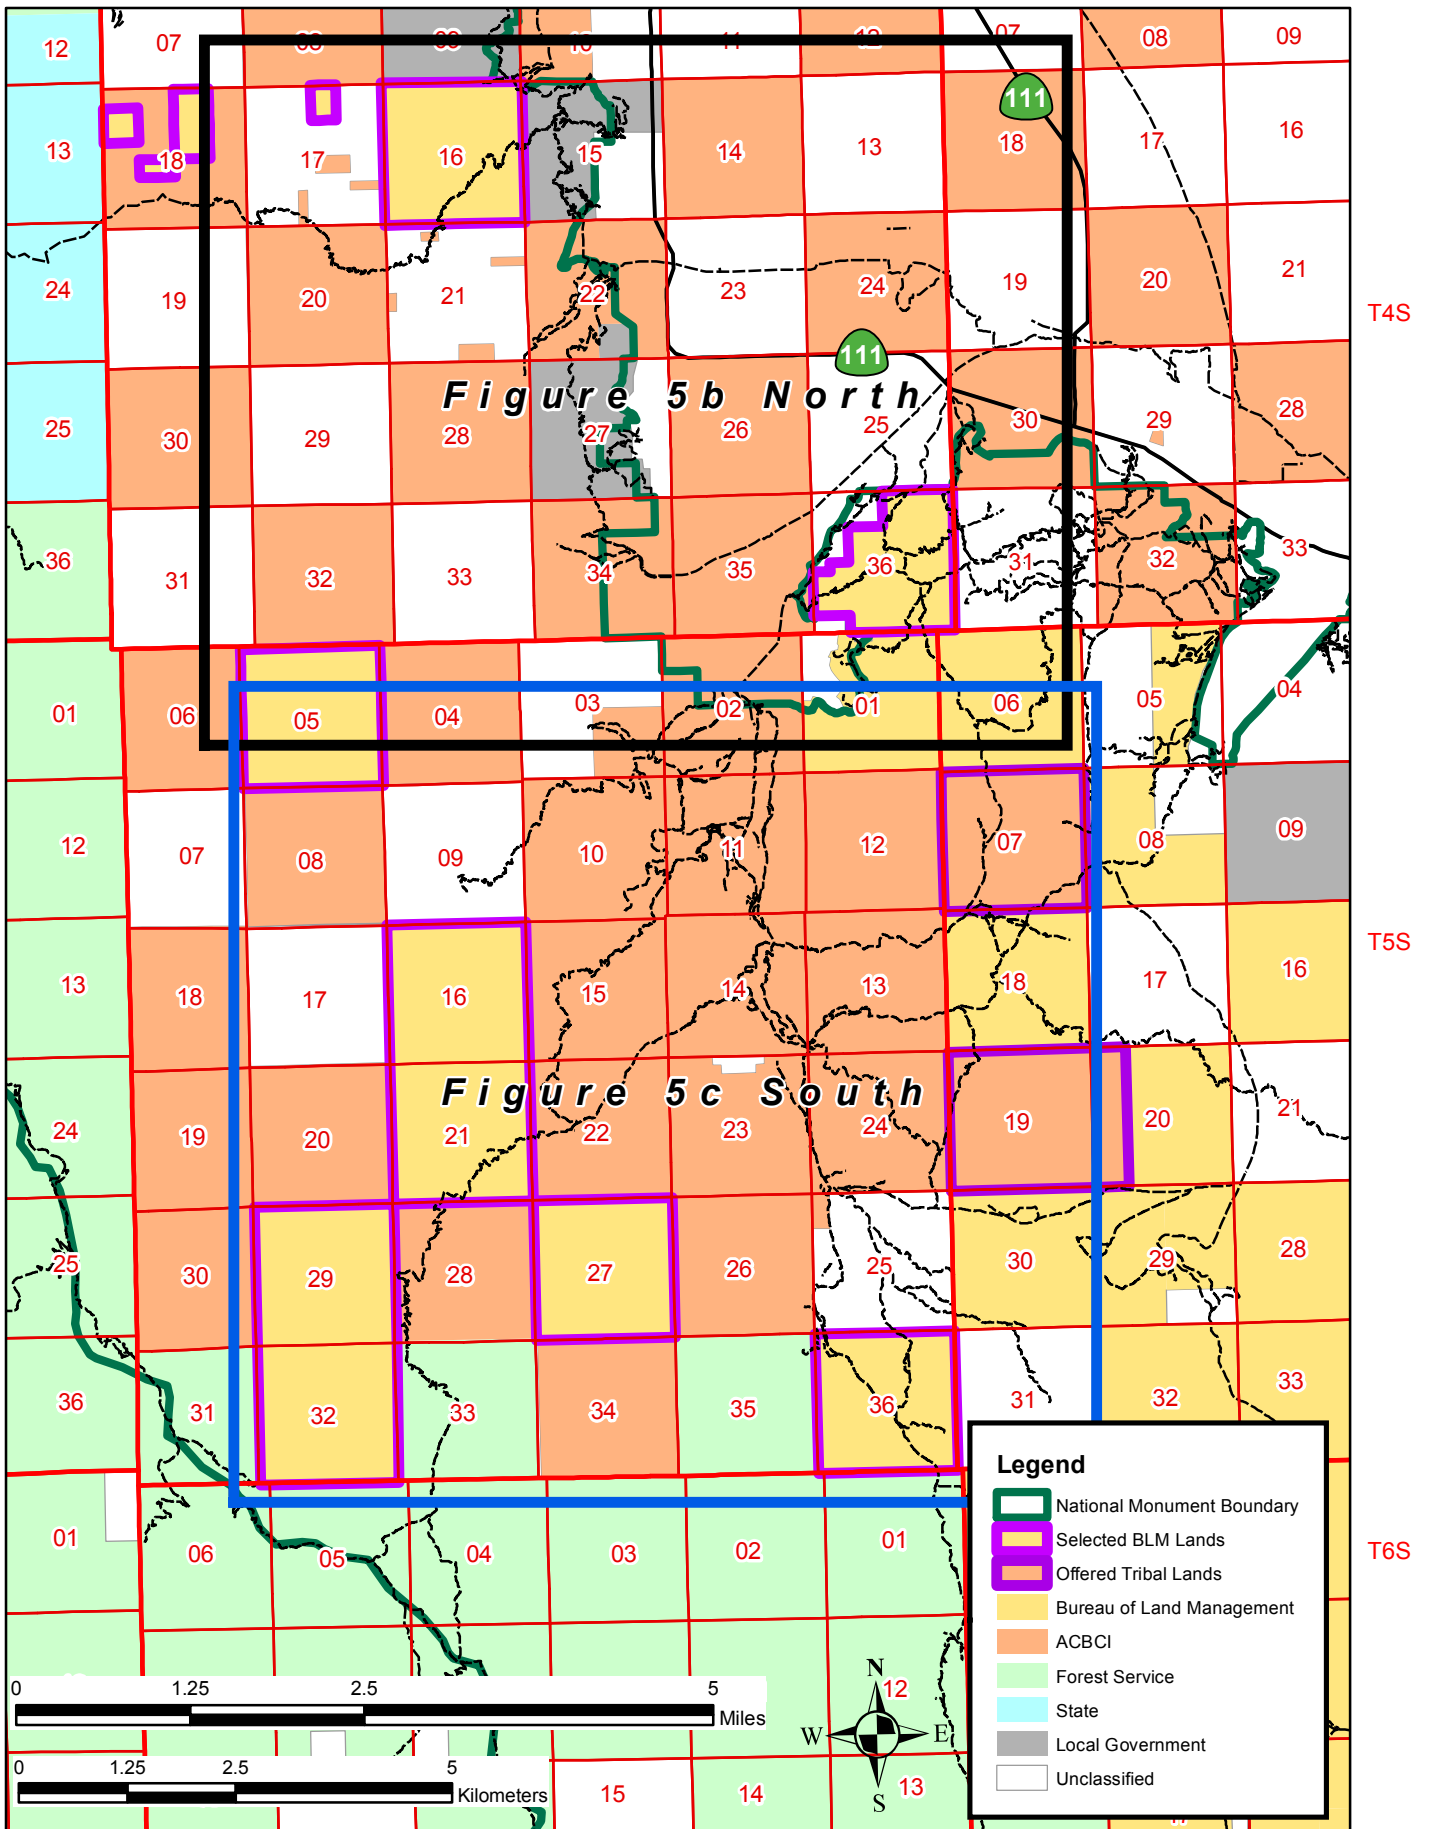 12 07 08 09 10 11 12 07 08 09
111
13 18 17 16 15 14 13 18 17 16
24 19 20 21 22 23 24 19 20 21
T4S
111
Figure 5b North
25 30 29 28 27 26 25 30 29 28
36 31 32 33 34 35 36 31 32 33
01 06 05 04 03 02 01 06 05 04
12 07 08 09 10 11 12 07 08 09
T5S
13 18 17 16 15 14 13 18 17 16
Figure 5c South
24 19 20 21 22 23 24 19 20 21
25 30 29 28 27 26 25 30 29 28
36 31 32 33 34 35 36 31 32 33
01 06 05 04 03 02 01
T6S
12
15 14 13
Legend
National Monument Boundary
Selected BLM Lands
Offered Tribal Lands
Bureau of Land Management
ACBCI
Forest Service
State
Local Government
Unclassified
0 1.25 2.5 5
Miles
0 1.25 2.5 5
Kilometers
N
W E
S